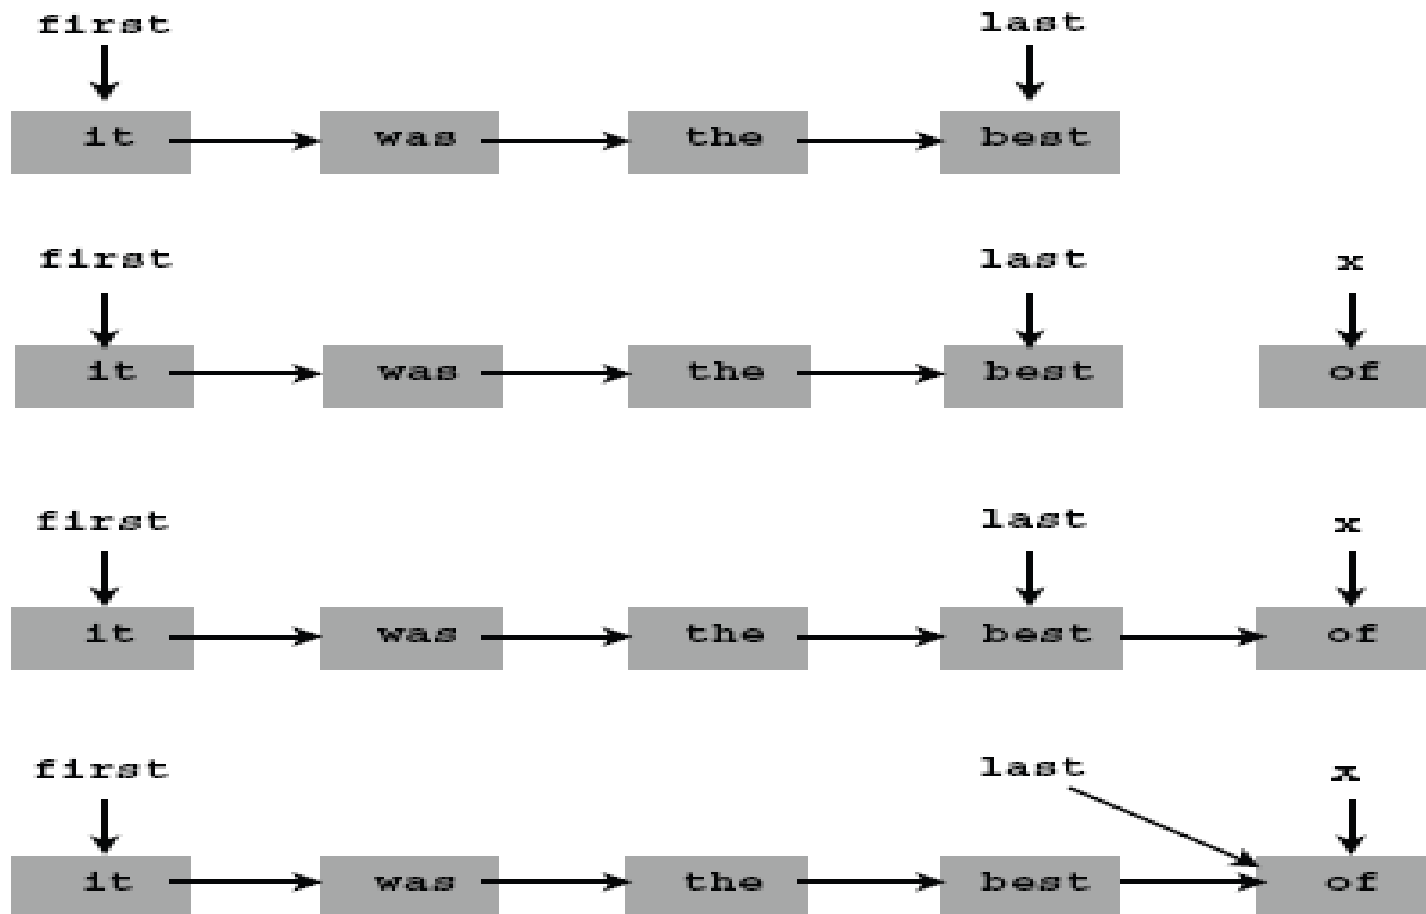 first last
it was the best
first last x
it was the best of
first last x
it was the best of
first last x
it was the best of